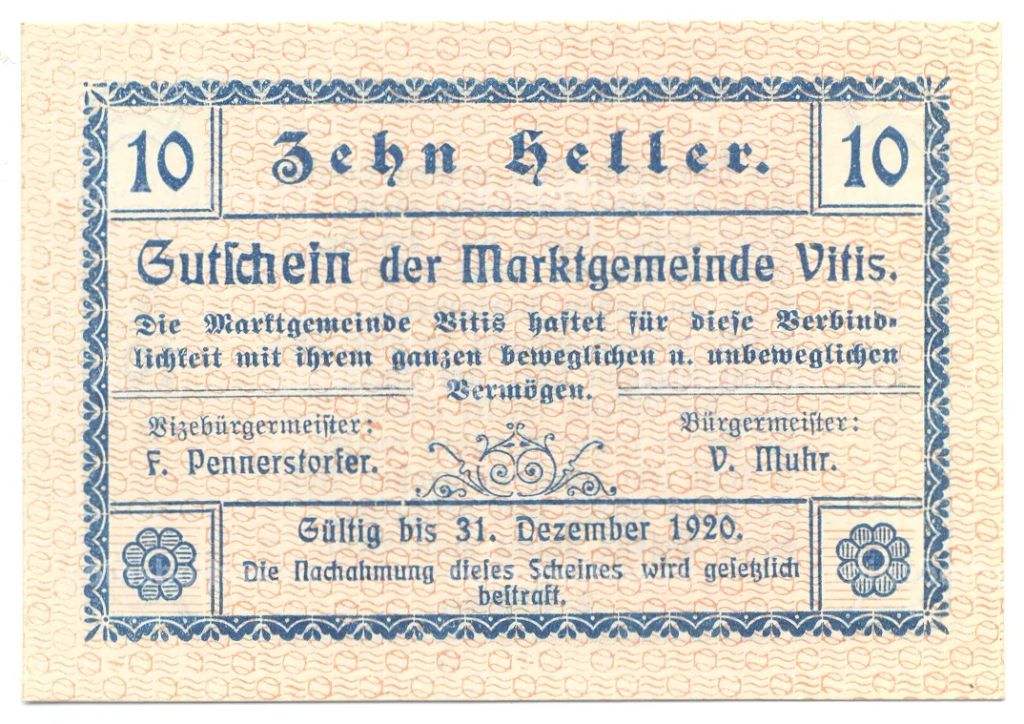 10 Zehn Heller. 10
Gutschein der Marktgemeinde Vitis.
Die Marktgemeinde Vitis haftet für diese Verbind-
lichkeit mit ihrem ganzen beweglichen u. unbeweglichen
Vermögen.
Vizebürgermeister: Bürgermeister:
F. Pennerstorfer. V. Muhr.
Gültig bis 31. Dezember 1920.
Die Nachahmung dieses Scheines wird gesetzlich
bestraft.